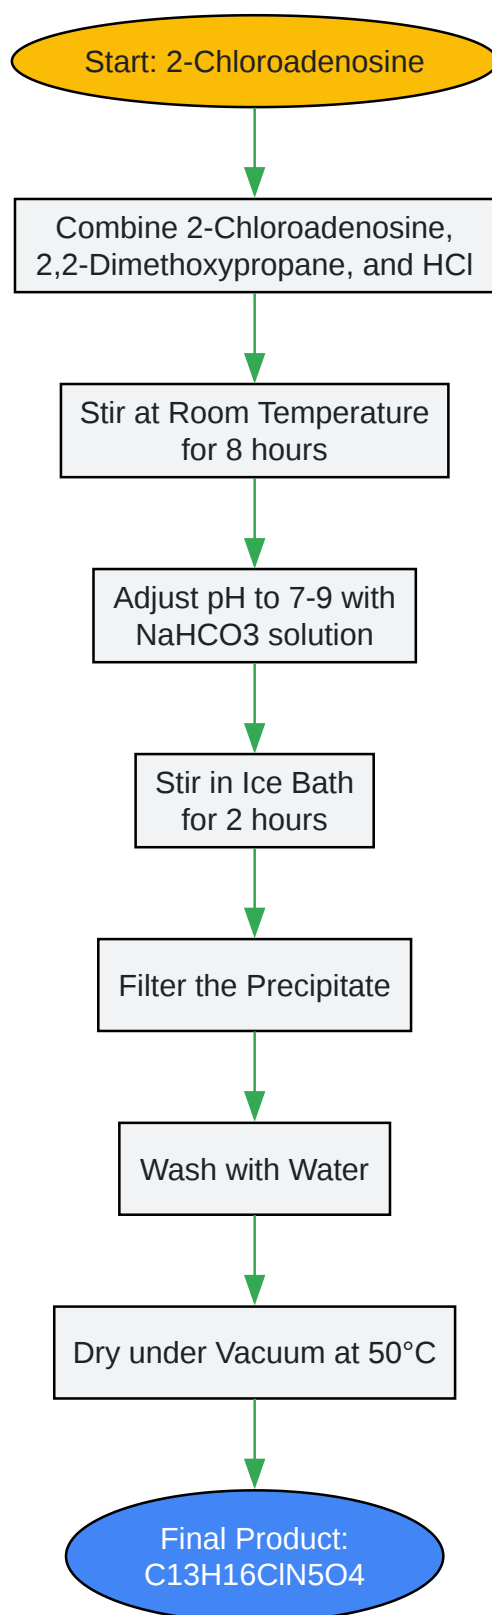 Start: 2-Chloroadenosine
Combine 2-Chloroadenosine,
2,2-Dimethoxypropane, and HCl
Stir at Room Temperature
for 8 hours
Adjust pH to 7-9 with
NaHCO3 solution
Stir in Ice Bath
for 2 hours
Filter the Precipitate
Wash with Water
Dry under Vacuum at 50°C
Final Product:
C13H16ClN5O4